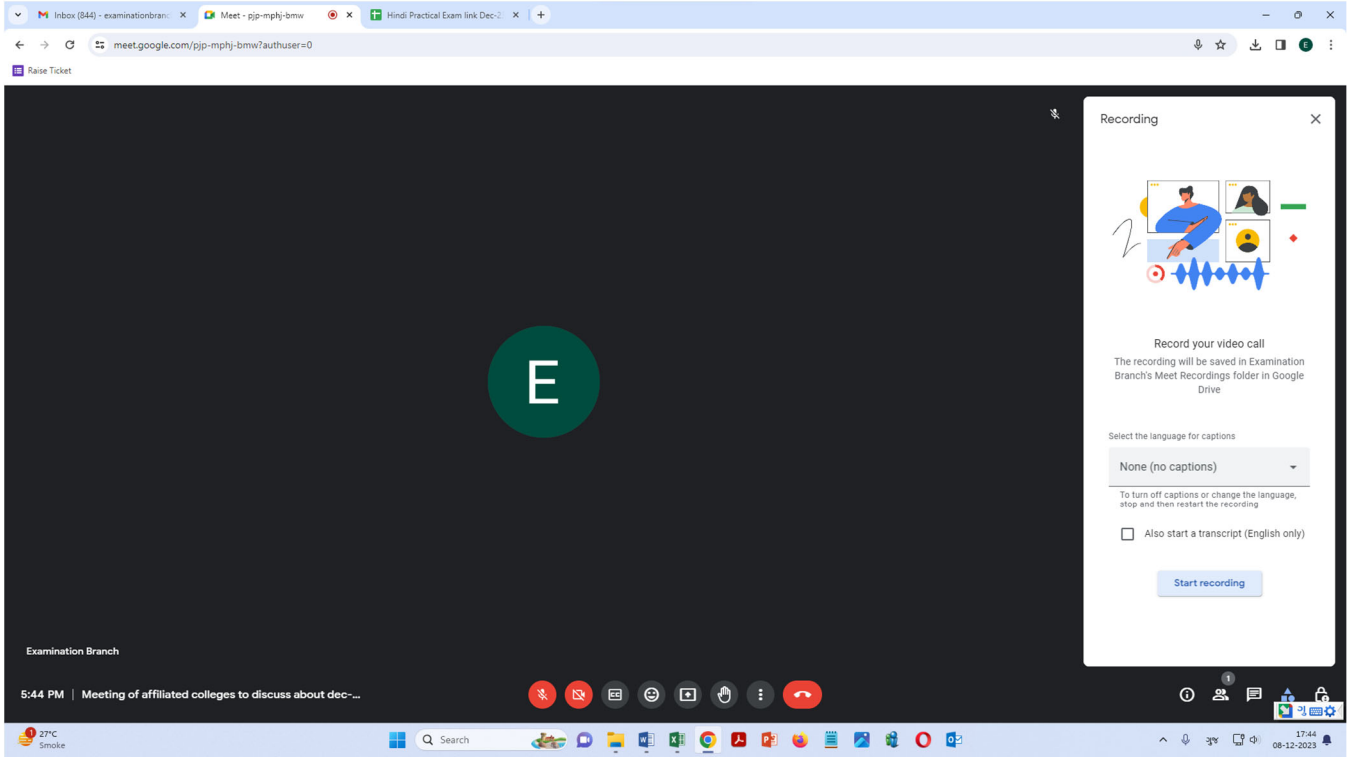 Inbox (844) - examinationbranc
Meet - pjp-mphj-bmw
Hindi Practical Exam link Dec-2
meet.google.com/pjp-mphj-bmw?authuser=0
E
Raise Ticket
Recording
Record your video call
The recording will be saved in Examination
Branch's Meet Recordings folder in Google
Drive
Select the language for captions
None (no captions)
To turn off captions or change the language,
stop and then restart the recording
Also start a transcript (English only)
Start recording
E
Examination Branch
5:44 PM | Meeting of affiliated colleges to discuss about dec-...
CC
1
1
27°C
Smoke
Search
17:44
08-12-2023